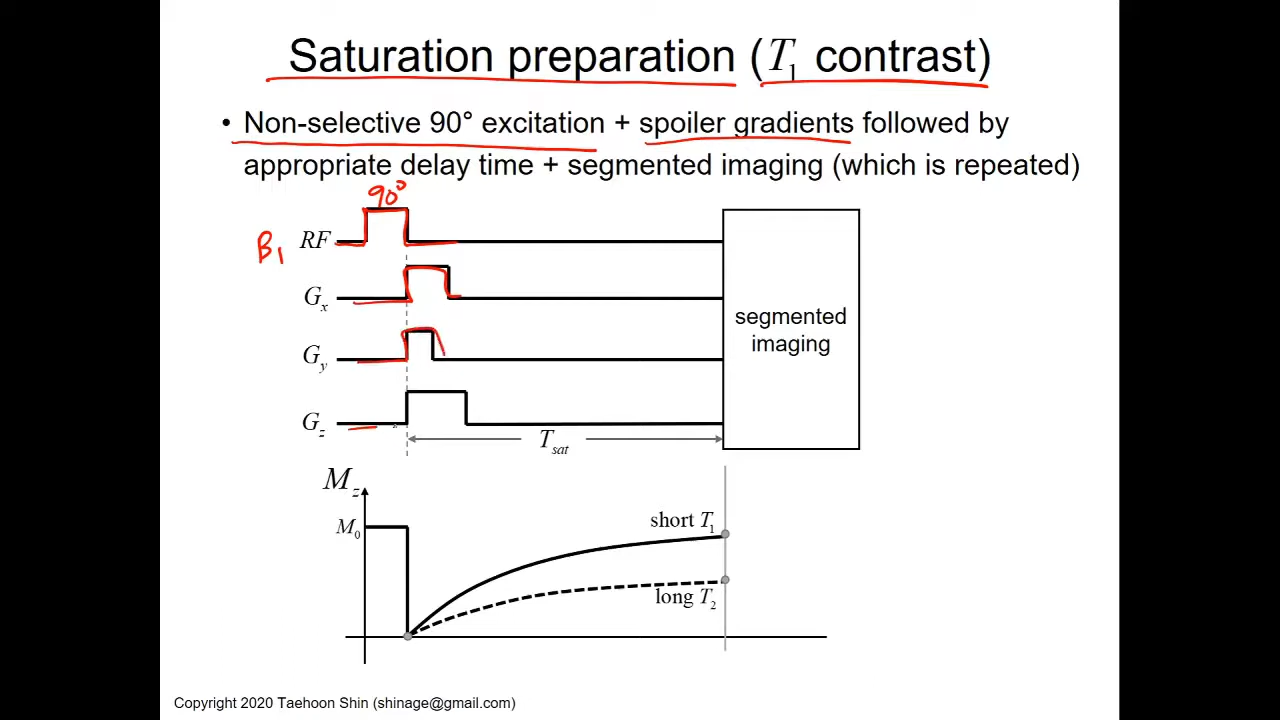 Saturation preparation (T₁ contrast)
• Non-selective 90° excitation + spoiler gradients followed by
appropriate delay time + segmented imaging (which is repeated)
90°
B₁ RF
Gₓ
segmented
imaging
G_y
G_z
T_sat
M_z
M₀
short T₁
long T₂
Copyright 2020 Taehoon Shin (shinage@gmail.com)